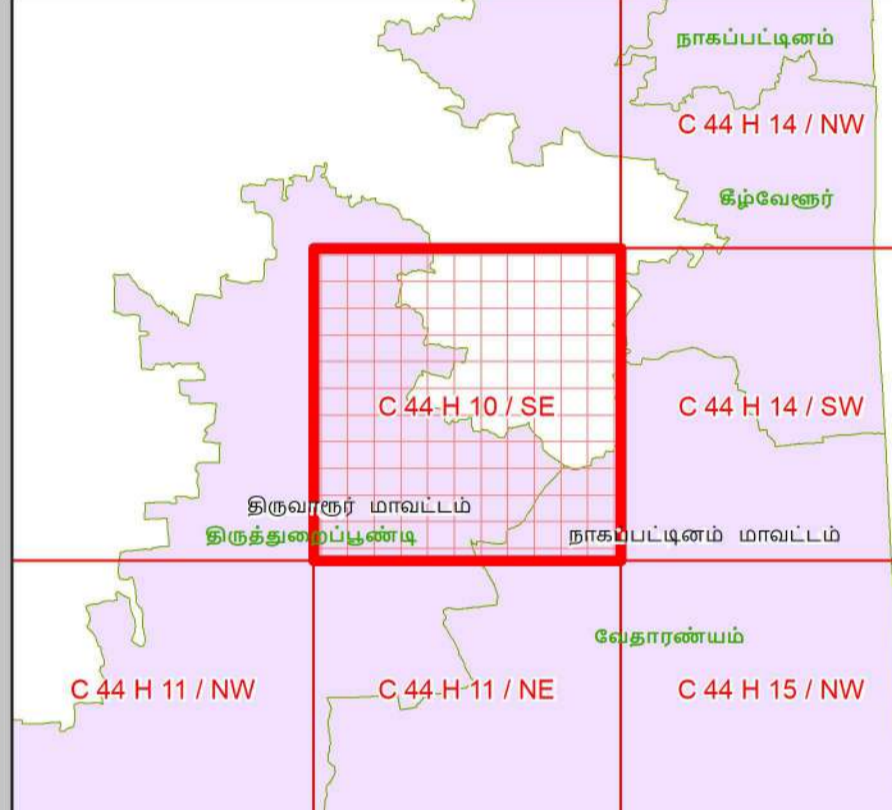 நாகப்பட்டினம்
C 44 H 14 / NW
கீழ்வேளூர்
C 44 H 10 / SE
C 44 H 14 / SW
திருவாரூர் மாவட்டம்
திருத்துறைப்பூண்டி
நாகப்பட்டினம் மாவட்டம்
வேதாரண்யம்
C 44 H 11 / NW
C 44 H 11 / NE
C 44 H 15 / NW